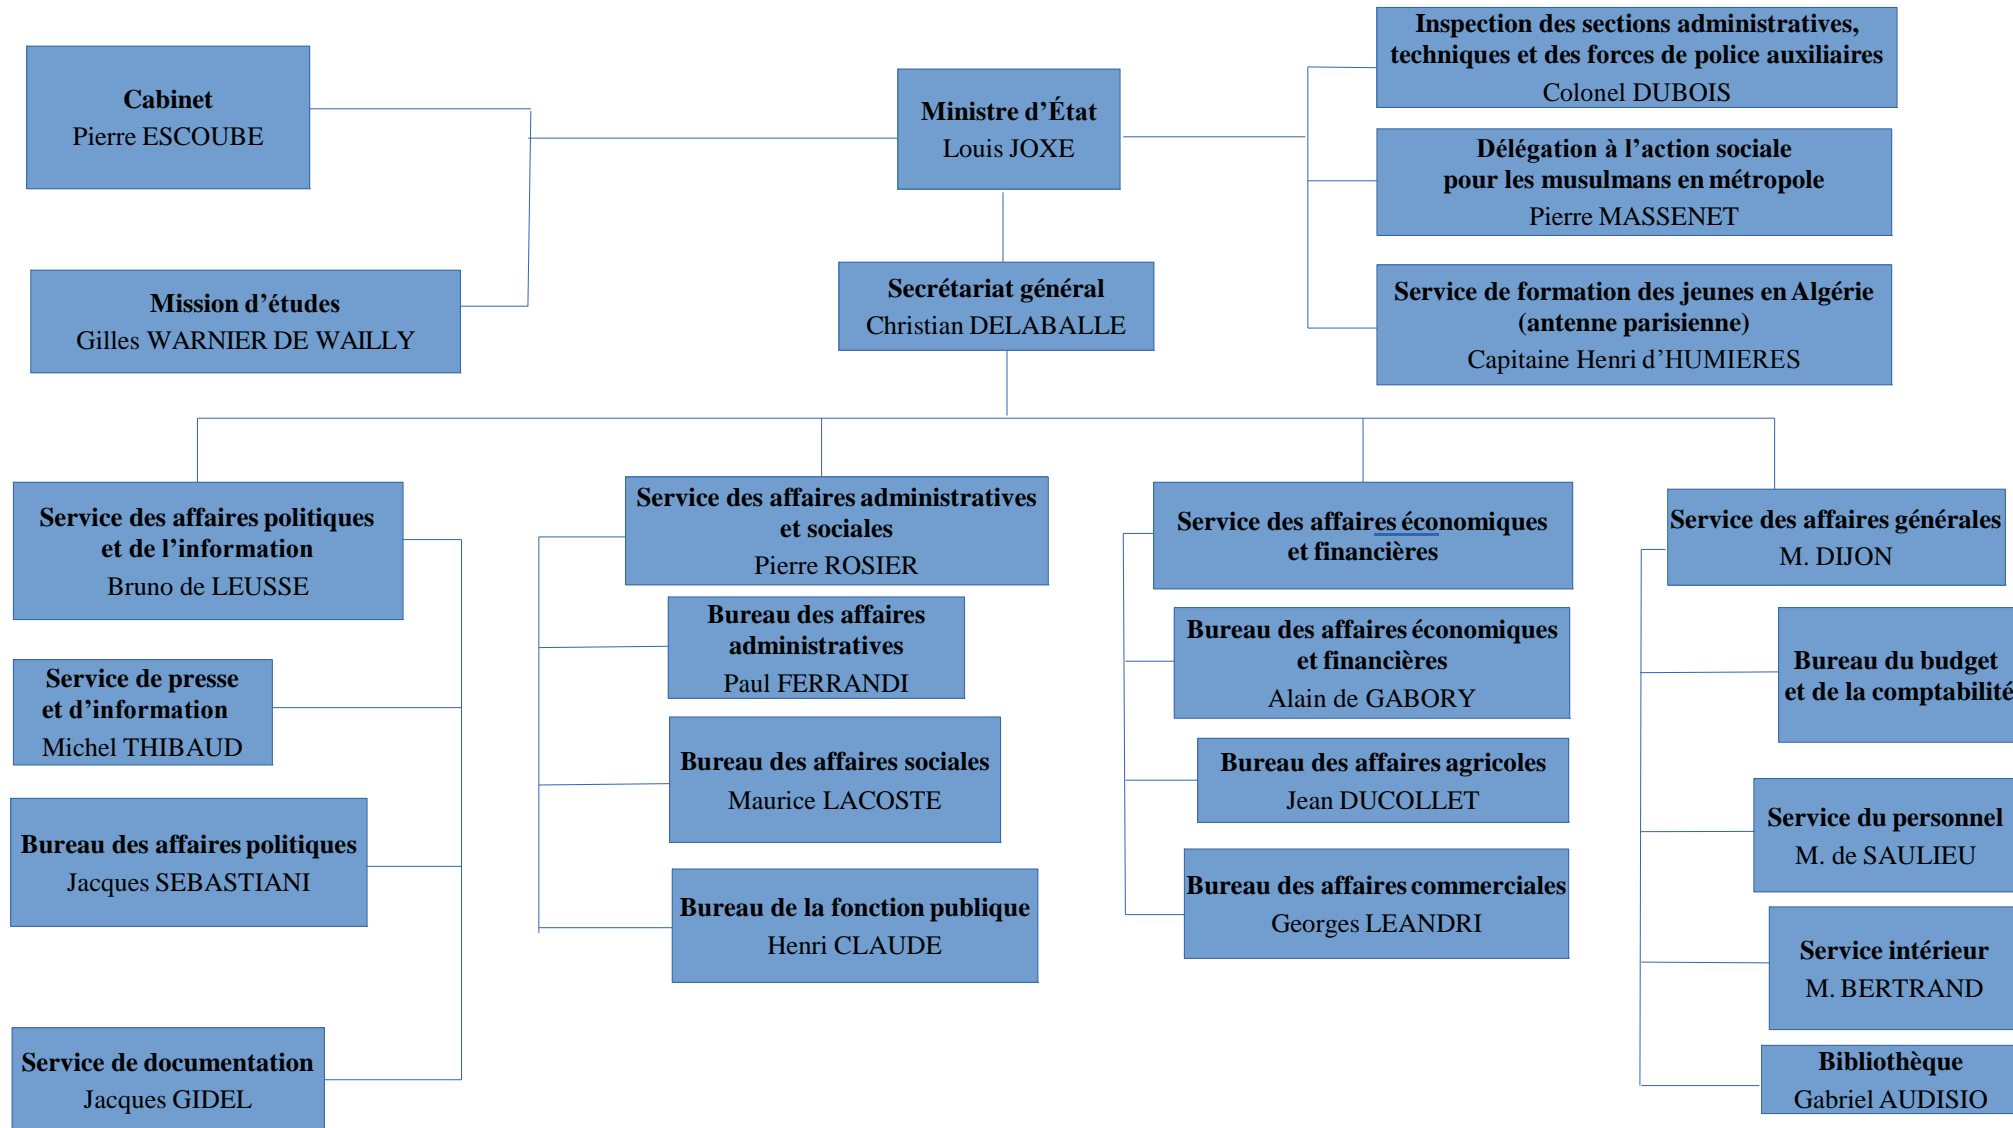 Cabinet
Pierre ESCOUBE
Ministre d’État
Louis JOXE
Inspection des sections administratives,
techniques et des forces de police auxiliaires
Colonel DUBOIS
Délégation à l’action sociale
pour les musulmans en métropole
Pierre MASSENET
Mission d’études
Gilles WARNIER DE WAILLY
Secrétariat général
Christian DELABALLE
Service de formation des jeunes en Algérie
(antenne parisienne)
Capitaine Henri d’HUMIERES
Service des affaires politiques
et de l’information
Bruno de LEUSSE
Service de presse
et d’information
Michel THIBAUD
Bureau des affaires politiques
Jacques SEBASTIANI
Service de documentation
Jacques GIDEL
Service des affaires administratives
et sociales
Pierre ROSIER
Bureau des affaires
administratives
Paul FERRANDI
Bureau des affaires sociales
Maurice LACOSTE
Bureau de la fonction publique
Henri CLAUDE
Service des affaires économiques
et financières
Bureau des affaires économiques
et financières
Alain de GABORY
Bureau des affaires agricoles
Jean DUCOLLET
Bureau des affaires commerciales
Georges LEANDRI
Service des affaires générales
M. DIJON
Bureau du budget
et de la comptabilité
Service du personnel
M. de SAULIEU
Service intérieur
M. BERTRAND
Bibliothèque
Gabriel AUDISIO